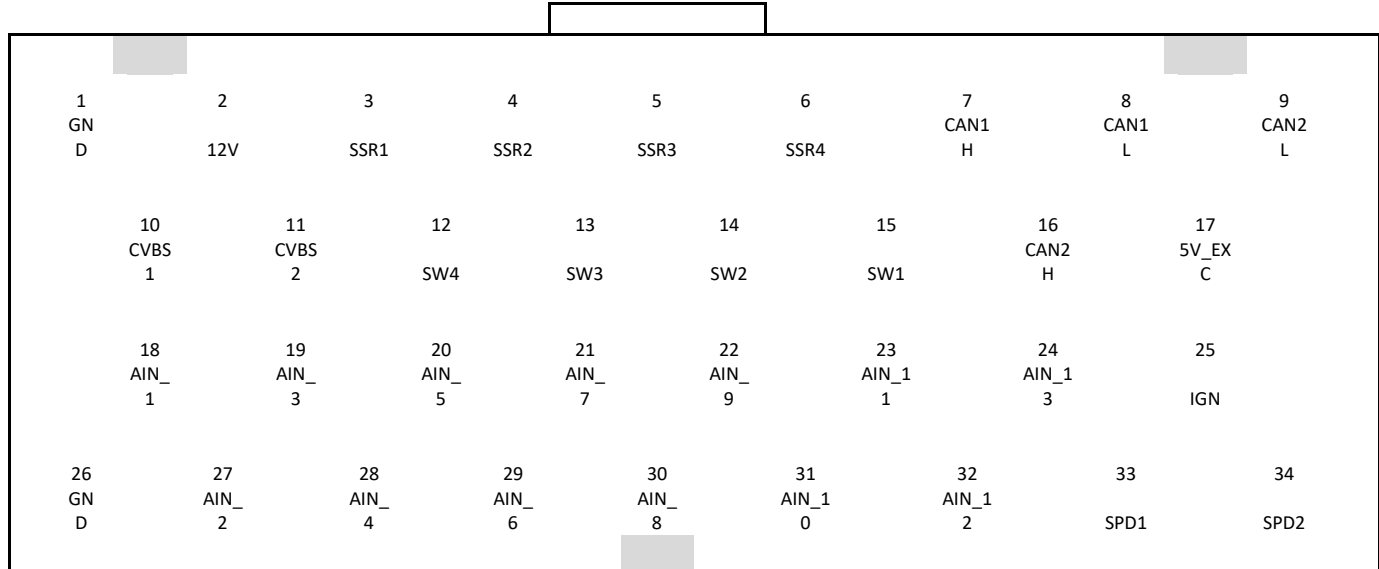 1 2 3 4 5 6 7 8 9
GN CAN1 CAN1 CAN2
D 12V SSR1 SSR2 SSR3 SSR4 H L L
10 11 12 13 14 15 16 17
CVBS CVBS CAN2 5V_EX
1 2 SW4 SW3 SW2 SW1 H C
18 19 20 21 22 23 24 25
AIN_ AIN_ AIN_ AIN_ AIN_ AIN_1 AIN_1
1 3 5 7 9 1 3 IGN
26 27 28 29 30 31 32 33 34
GN AIN_ AIN_ AIN_ AIN_ AIN_1 AIN_1
D 2 4 6 8 0 2 SPD1 SPD2